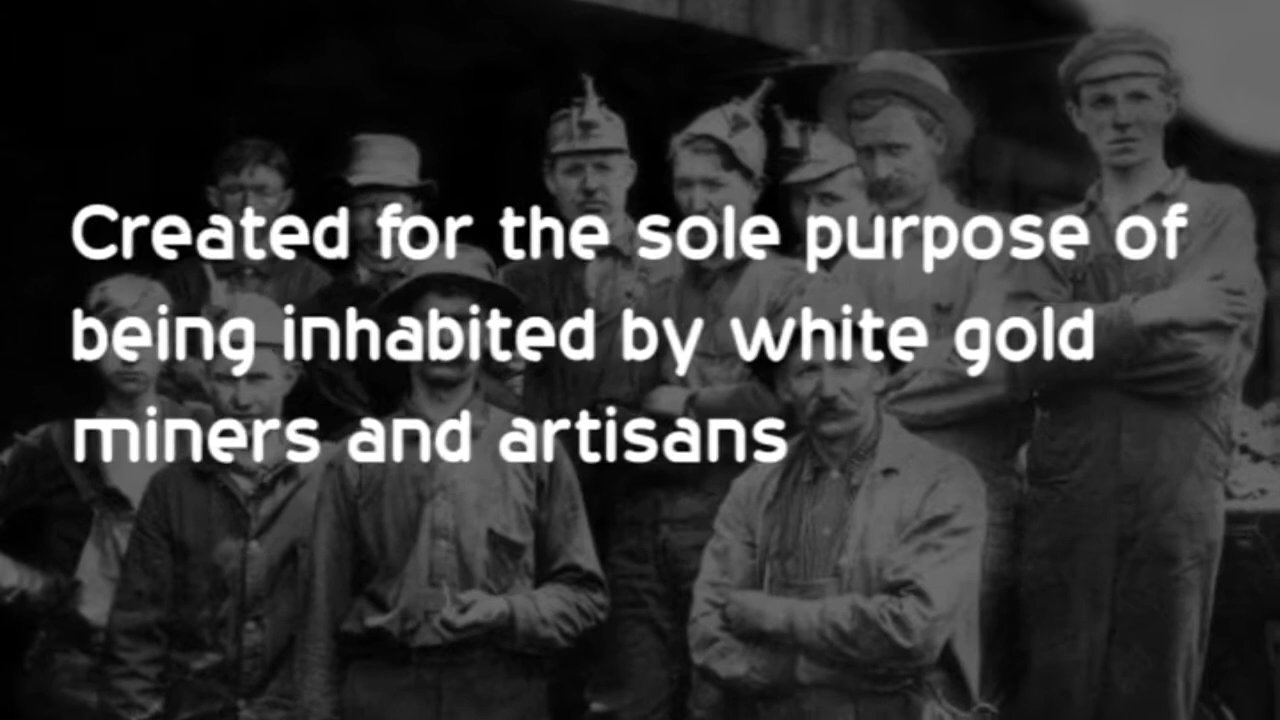 Created for the sole purpose of
being inhabited by white gold
miners and artisans